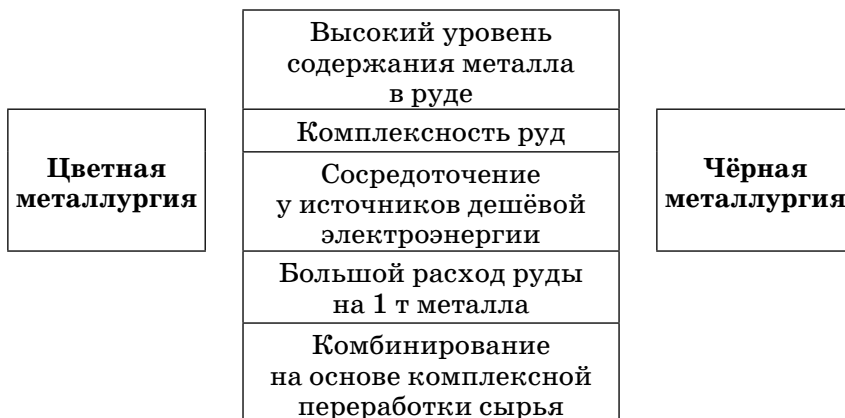 Высокий уровень
содержания металла
в руде
Комплексность руд
Цветная
металлургия
Сосредоточение
у источников дешёвой
электроэнергии
Чёрная
металлургия
Большой расход руды
на 1 т металла
Комбинирование
на основе комплексной
переработки сырья